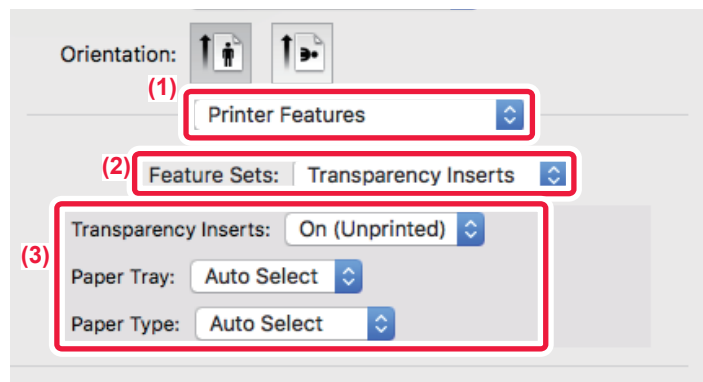 Orientation:
(1)
Printer Features
(2)
Feature Sets: Transparency Inserts
(3)
Transparency Inserts: On (Unprinted)
Paper Tray: Auto Select
Paper Type: Auto Select